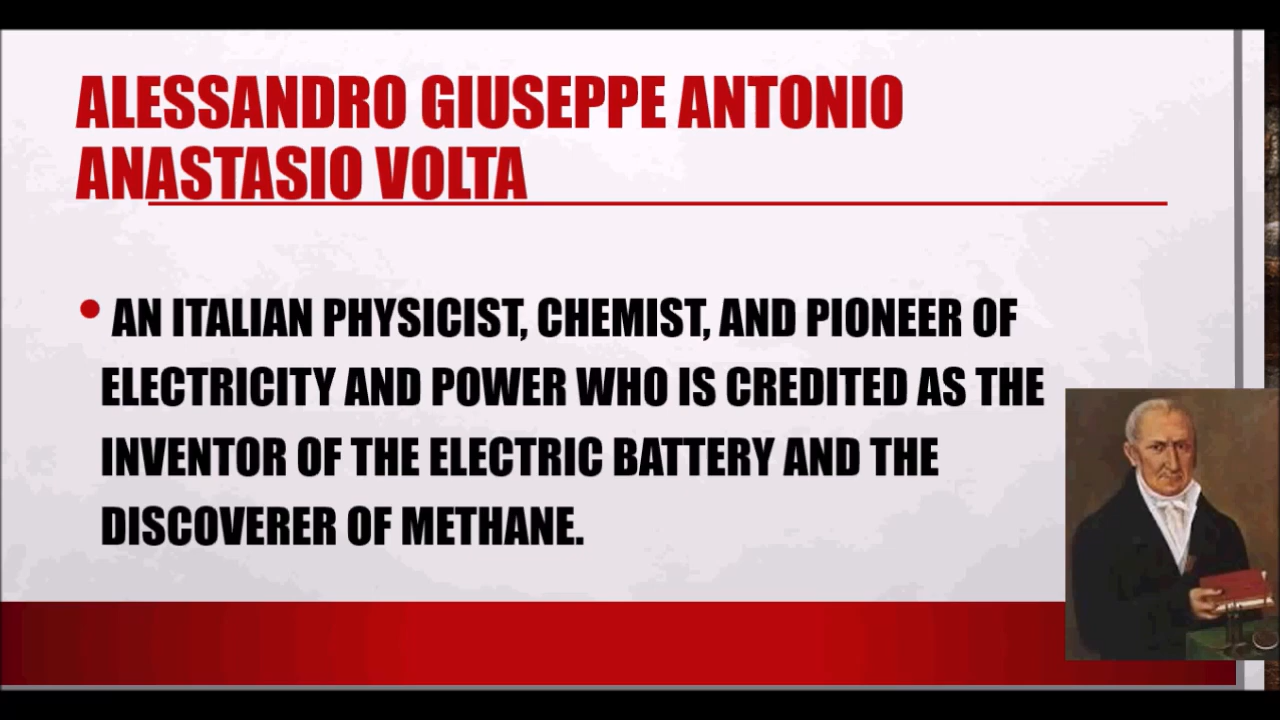 ALESSANDRO GIUSEPPE ANTONIO
ANASTASIO VOLTA
• AN ITALIAN PHYSICIST, CHEMIST, AND PIONEER OF
ELECTRICITY AND POWER WHO IS CREDITED AS THE
INVENTOR OF THE ELECTRIC BATTERY AND THE
DISCOVERER OF METHANE.